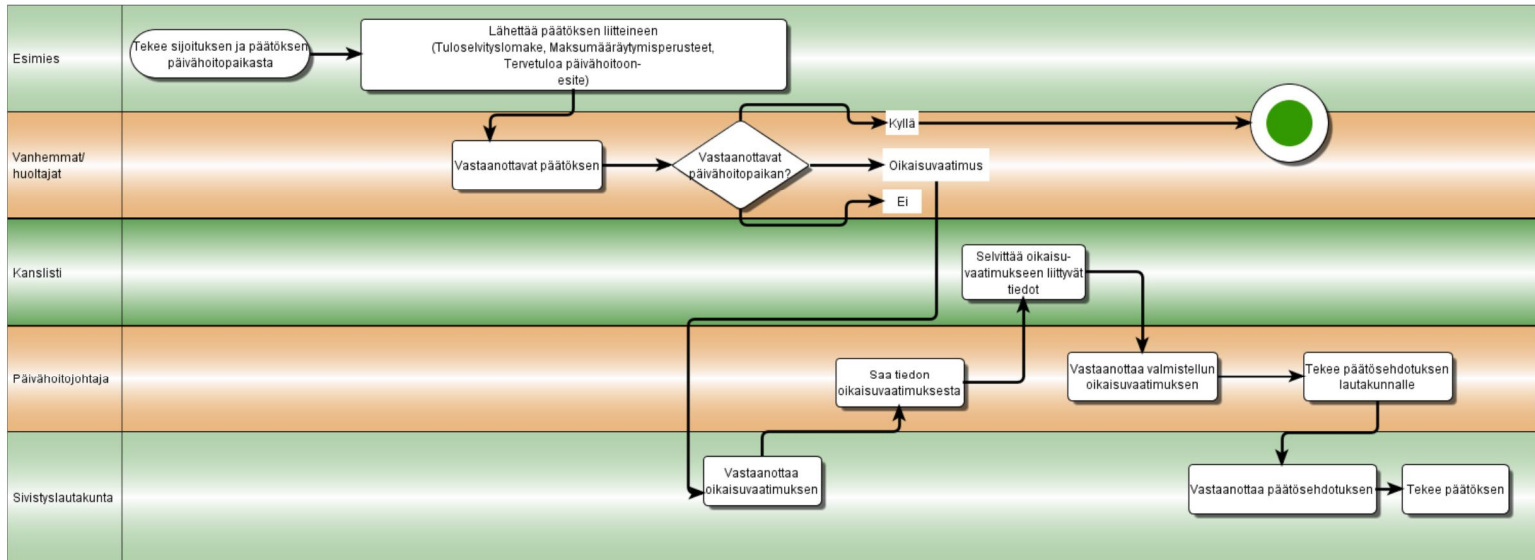 Esimies
Tekee sijoituksen ja päätöksen
päivähoitopaikasta
Lähettää päätöksen liitteineen
(Tuloselvityslomake, Maksumääräytymisperusteet,
Tervetuloa päivähoitoon-
esite)
Vanhemmat/
huoltajat
Vastaanottavat päätöksen
Vastaanottavat
päivähoitopaikan?
Kyllä
Oikaisuvaatimus
Ei
Kanslisti
Selvittää oikaisu-
vaatimukseen liittyvät
tiedot
Päivähoitojohtaja
Saa tiedon
oikaisuvaatimuksesta
Vastaanottaa valmistellun
oikaisuvaatimuksen
Tekee päätösehdotuksen
lautakunnalle
Sivistyslautakunta
Vastaanottaa
oikaisuvaatimuksen
Vastaanottaa päätösehdotuksen
Tekee päätöksen